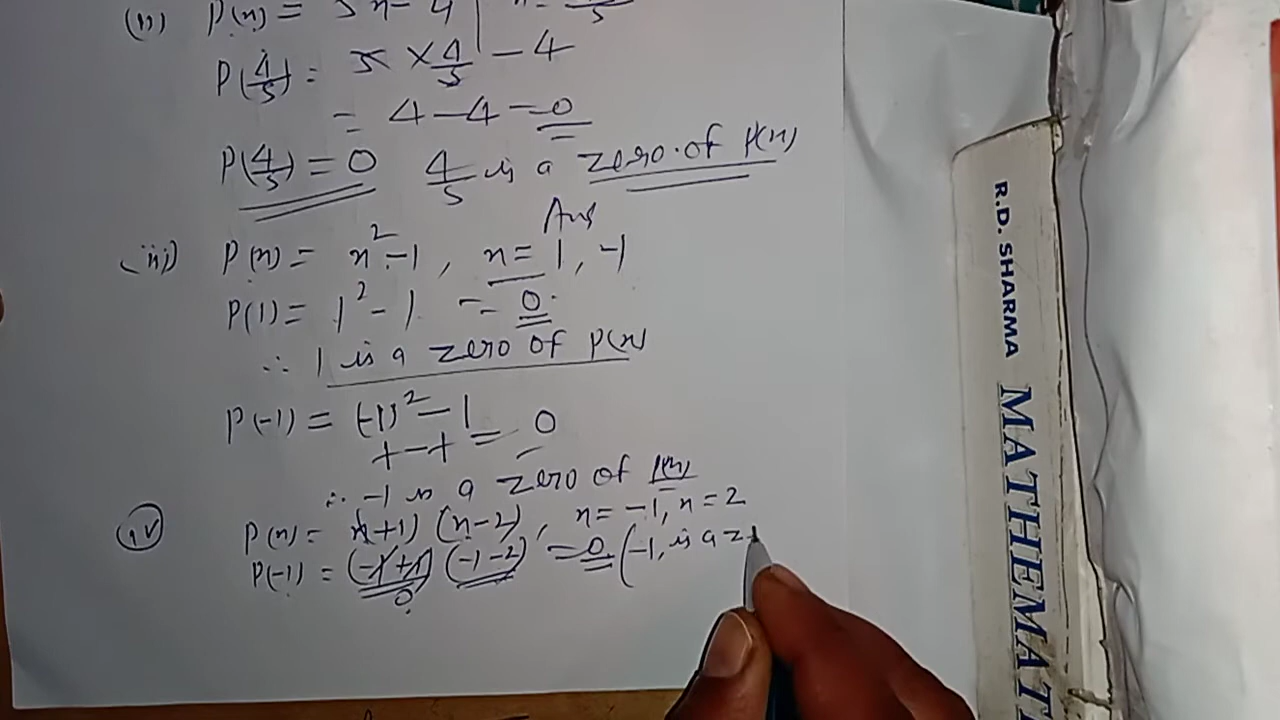 (ii) P(x) = 5x - 4 | x = 4/5
P(4/5) = 5 × 4/5 - 4
= 4 - 4 = 0
P(4/5) = 0 4/5 is a zero of P(x)
Ans
(iii) P(x) = x² - 1, x = 1, -1
P(1) = 1² - 1 = 0
∴ 1 is a zero of P(x)
P(-1) = (-1)² - 1 = 0
+ - +
∴ -1 is a zero of P(x)
(iv) P(x) = (x+1) (x-2), x = -1, x = 2
P(-1) = (-1+1) (-1-2) = 0 (-1, is a z
0
R.D. SHARMA MATHEMAT